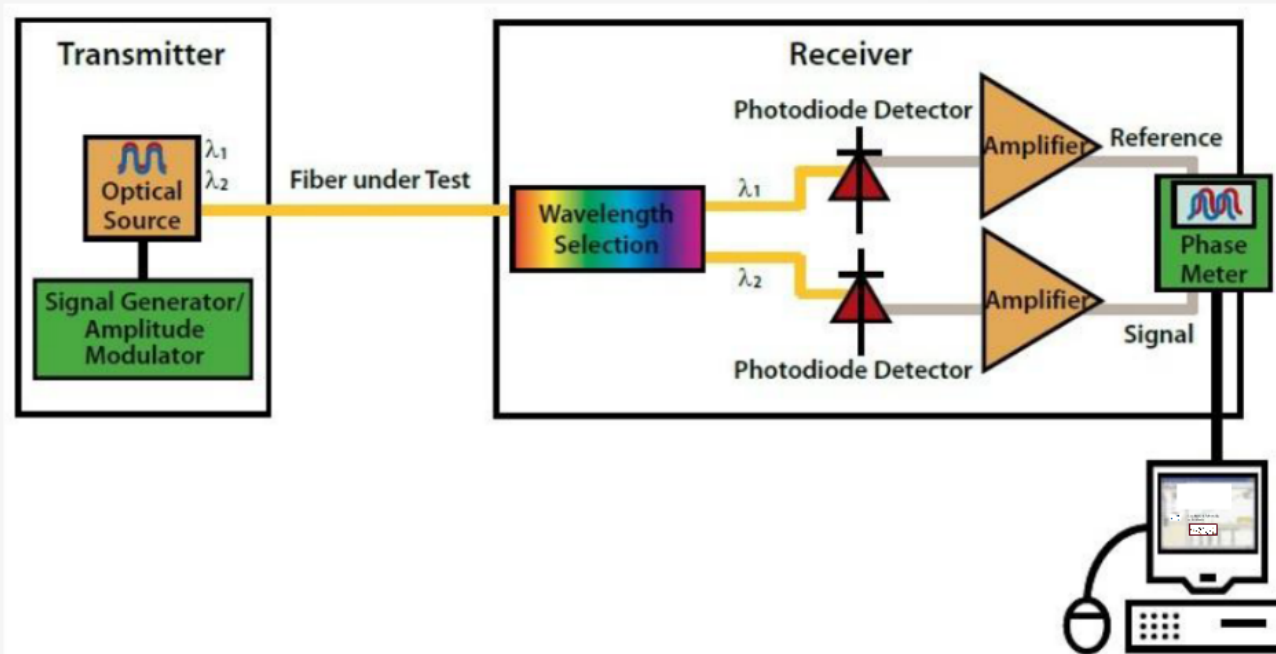 Transmitter
Optical
Source
λ1
λ2
Signal Generator/
Amplitude
Modulator
Fiber under Test
Receiver
Wavelength
Selection
λ1
λ2
Photodiode Detector
Photodiode Detector
Amplifier
Amplifier
Reference
Signal
Phase
Meter